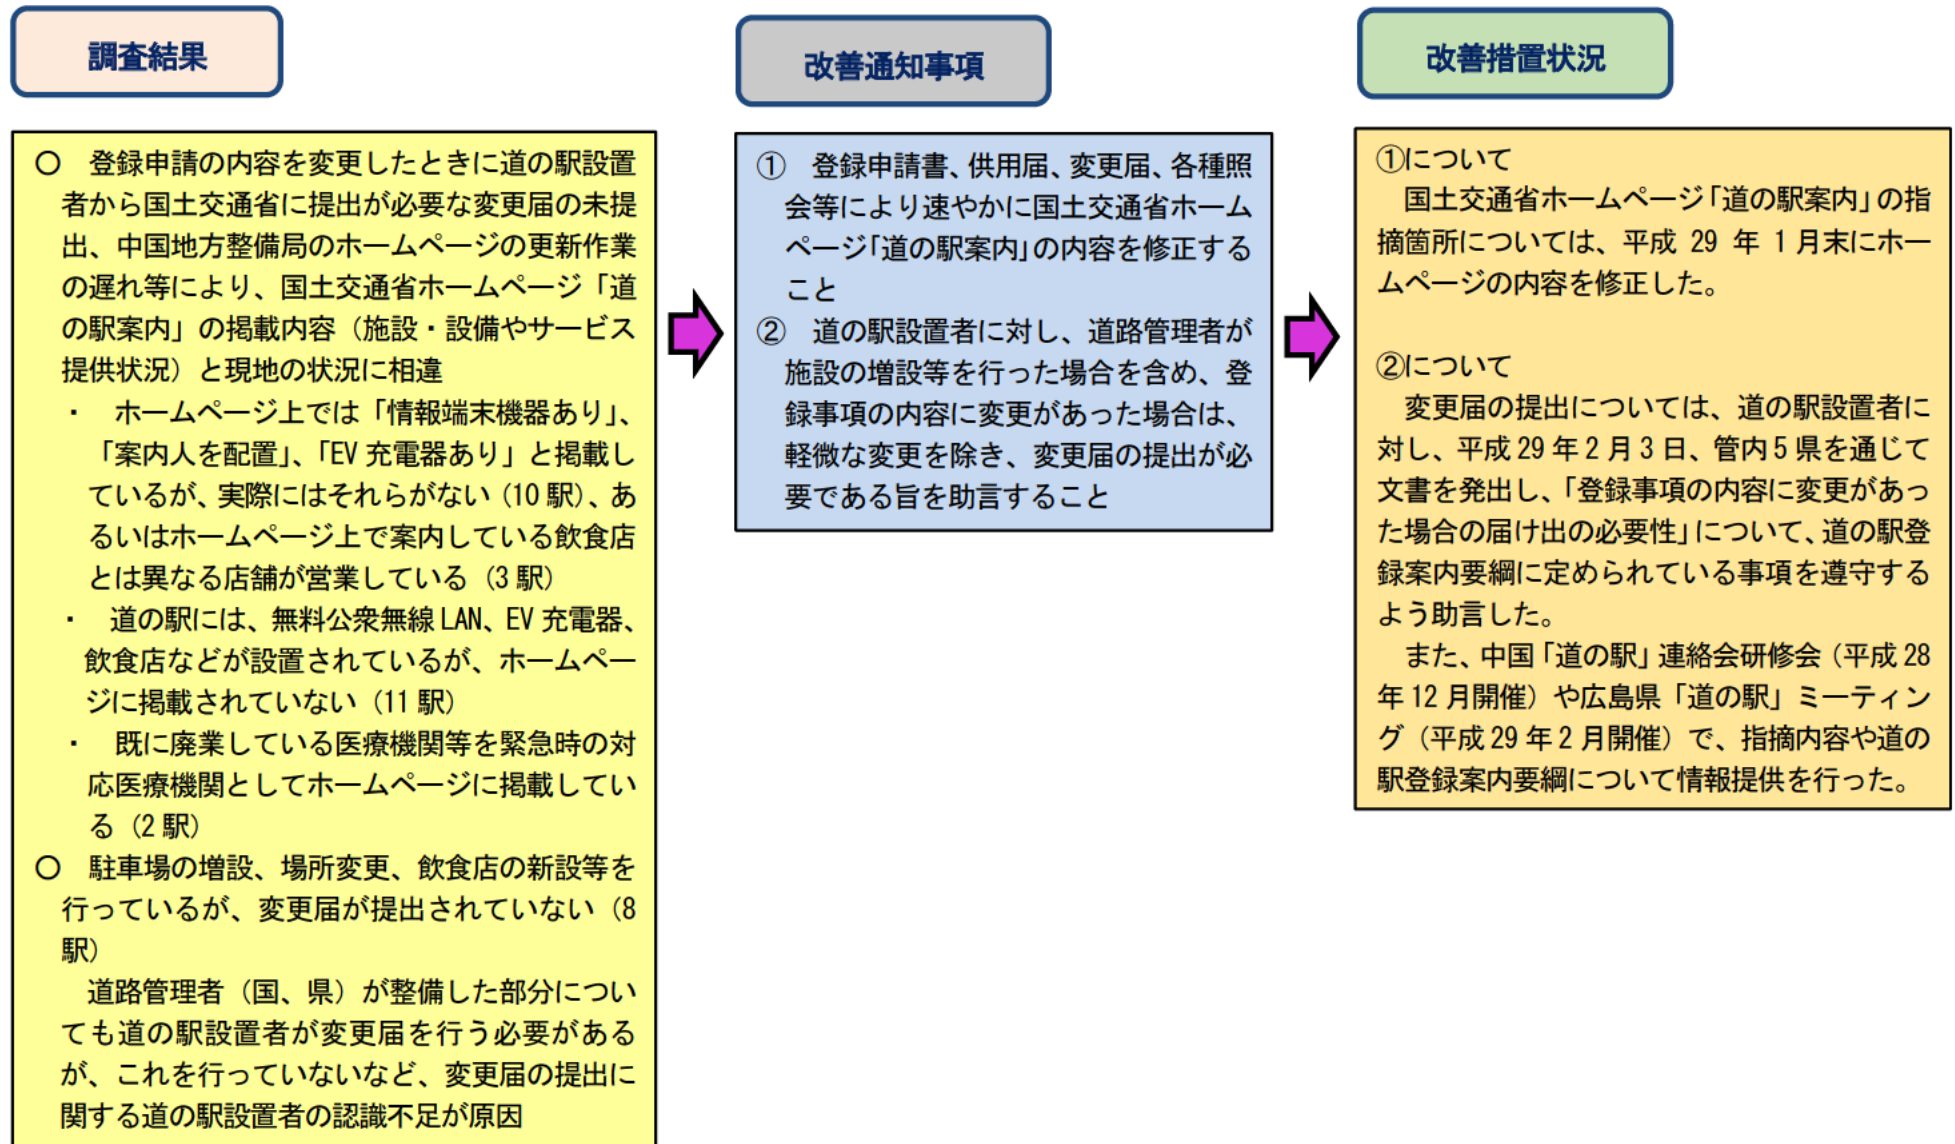 調査結果
○ 登録申請の内容を変更したときに道の駅設置
者から国土交通省に提出が必要な変更届の未提
出、中国地方整備局のホームページの更新作業
の遅れ等により、国土交通省ホームページ「道
の駅案内」の掲載内容（施設・設備やサービス
提供状況）と現地の状況に相違
・ ホームページ上では「情報端末機器あり」、
「案内人を配置」、「EV 充電器あり」と掲載し
ているが、実際にはそれらがない（10 駅）、あ
るいはホームページ上で案内している飲食店
とは異なる店舗が営業している（3 駅）
・ 道の駅には、無料公衆無線 LAN、EV 充電器、
飲食店などが設置されているが、ホームペー
ジに掲載されていない（11 駅）
・ 既に廃業している医療機関等を緊急時の対
応医療機関としてホームページに掲載してい
る（2 駅）
○ 駐車場の増設、場所変更、飲食店の新設等を
行っているが、変更届が提出されていない（8
駅）
道路管理者（国、県）が整備した部分につい
ても道の駅設置者が変更届を行う必要がある
が、これを行っていないなど、変更届の提出に
関する道の駅設置者の認識不足が原因
改善通知事項
① 登録申請書、供用届、変更届、各種照
会等により速やかに国土交通省ホーム
ページ「道の駅案内」の内容を修正する
こと
② 道の駅設置者に対し、道路管理者が
施設の増設等を行った場合を含め、登
録事項の内容に変更があった場合は、
軽微な変更を除き、変更届の提出が必
要である旨を助言すること
改善措置状況
①について
国土交通省ホームページ「道の駅案内」の指
摘箇所については、平成 29 年 1 月末にホー
ムページの内容を修正した。
②について
変更届の提出については、道の駅設置者に
対し、平成 29 年 2 月 3 日、管内 5 県を通じて
文書を発出し、「登録事項の内容に変更があっ
た場合の届け出の必要性」について、道の駅登
録案内要綱に定められている事項を遵守する
よう助言した。
また、中国「道の駅」連絡会研修会（平成 28
年 12 月開催）や広島県「道の駅」ミーティン
グ（平成 29 年 2 月開催）で、指摘内容や道の
駅登録案内要綱について情報提供を行った。